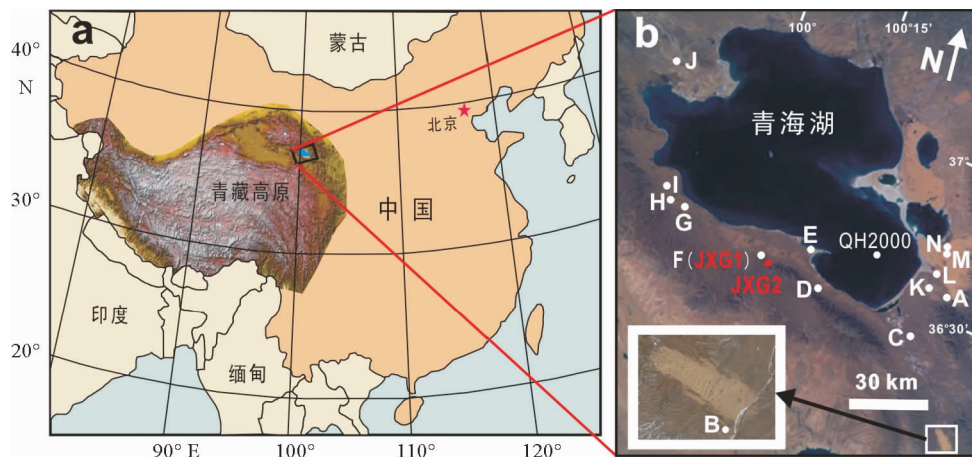 a
40°
N
30°
20°
蒙古
北京
青藏高原
中国
印度
缅甸
90° E
100°
110°
120°
b
100°
100°15′
N
J
青海湖
37°
I
H
G
E
QH2000
N
M
F(JXG1)
JXG2
L
D
K
A
C
36°30′
30 km
B